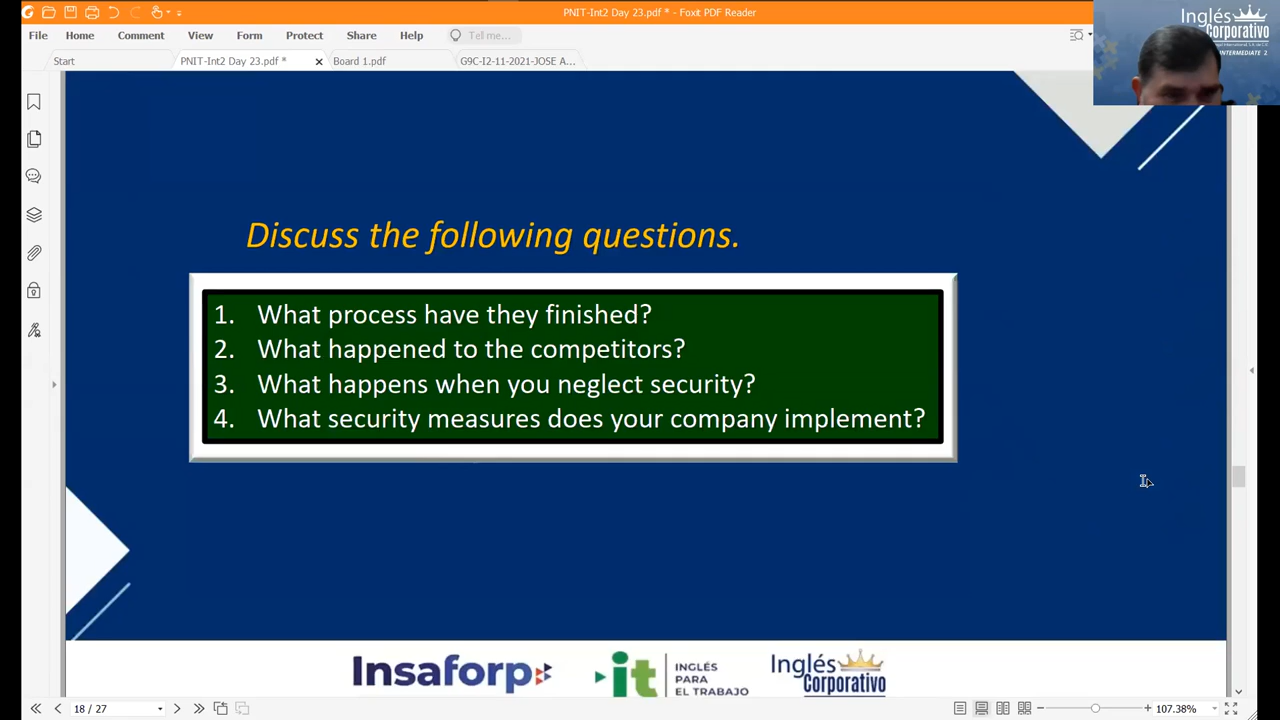 PNIT-Int2 Day 23.pdf * - Foxit PDF Reader
File Home Comment View Form Protect Share Help Tell me...
Start PNIT-Int2 Day 23.pdf * Board 1.pdf G9C-I2-11-2021-JOSE A...
Inglés
Corporativo
INTERMEDIATE 2
Discuss the following questions.
1. What process have they finished?
2. What happened to the competitors?
3. What happens when you neglect security?
4. What security measures does your company implement?
Insaforp
it
INGLÉS
PARA
EL TRABAJO
Inglés
Corporativo
18 / 27
107.38%